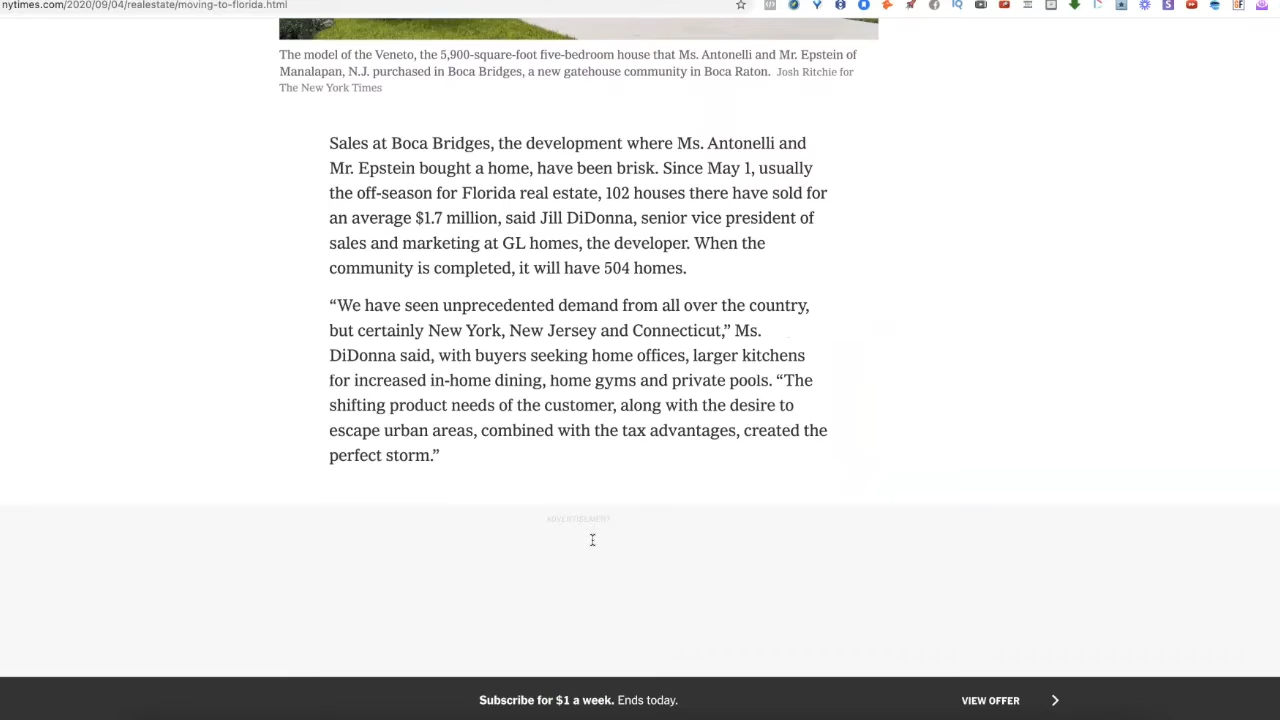 nytimes.com/2020/09/04/realestate/moving-to-florida.html
The model of the Veneto, the 5,900-square-foot five-bedroom house that Ms. Antonelli and Mr. Epstein of
Manalapan, N.J. purchased in Boca Bridges, a new gatehouse community in Boca Raton. Josh Ritchie for
The New York Times
Sales at Boca Bridges, the development where Ms. Antonelli and
Mr. Epstein bought a home, have been brisk. Since May 1, usually
the off-season for Florida real estate, 102 houses there have sold for
an average $1.7 million, said Jill DiDonna, senior vice president of
sales and marketing at GL homes, the developer. When the
community is completed, it will have 504 homes.
“We have seen unprecedented demand from all over the country,
but certainly New York, New Jersey and Connecticut,” Ms.
DiDonna said, with buyers seeking home offices, larger kitchens
for increased in-home dining, home gyms and private pools. “The
shifting product needs of the customer, along with the desire to
escape urban areas, combined with the tax advantages, created the
perfect storm.”
ADVERTISEMENT
Subscribe for $1 a week. Ends today.
VIEW OFFER